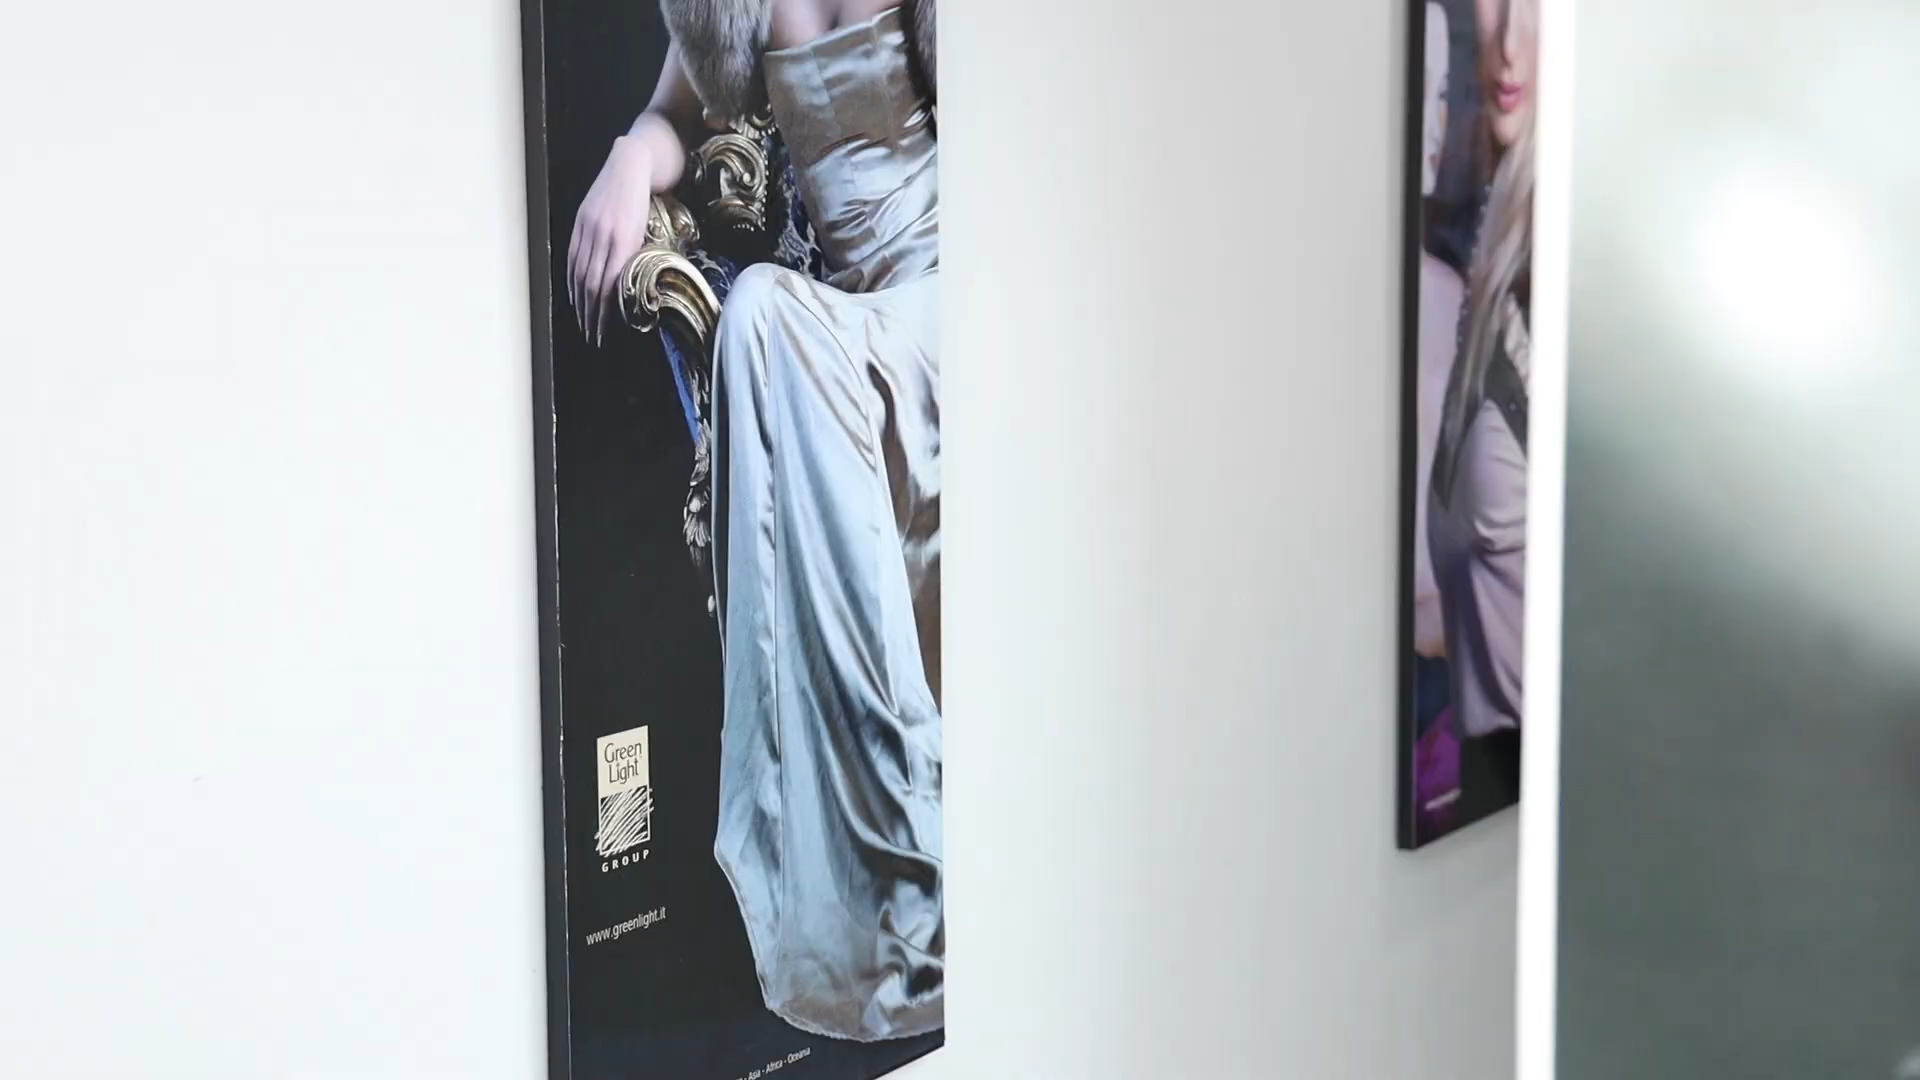 Green
Light
GROUP
www.greenlight.it
- Asia - Africa - Oceania